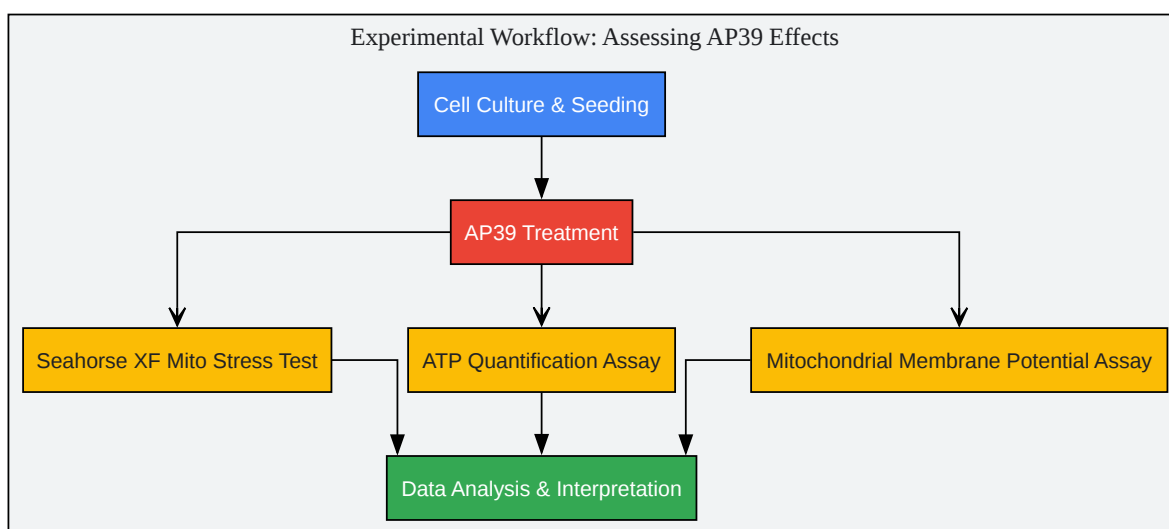 Experimental Workflow: Assessing AP39 Effects
Cell Culture & Seeding
AP39 Treatment
Seahorse XF Mito Stress Test
ATP Quantification Assay
Mitochondrial Membrane Potential Assay
Data Analysis & Interpretation